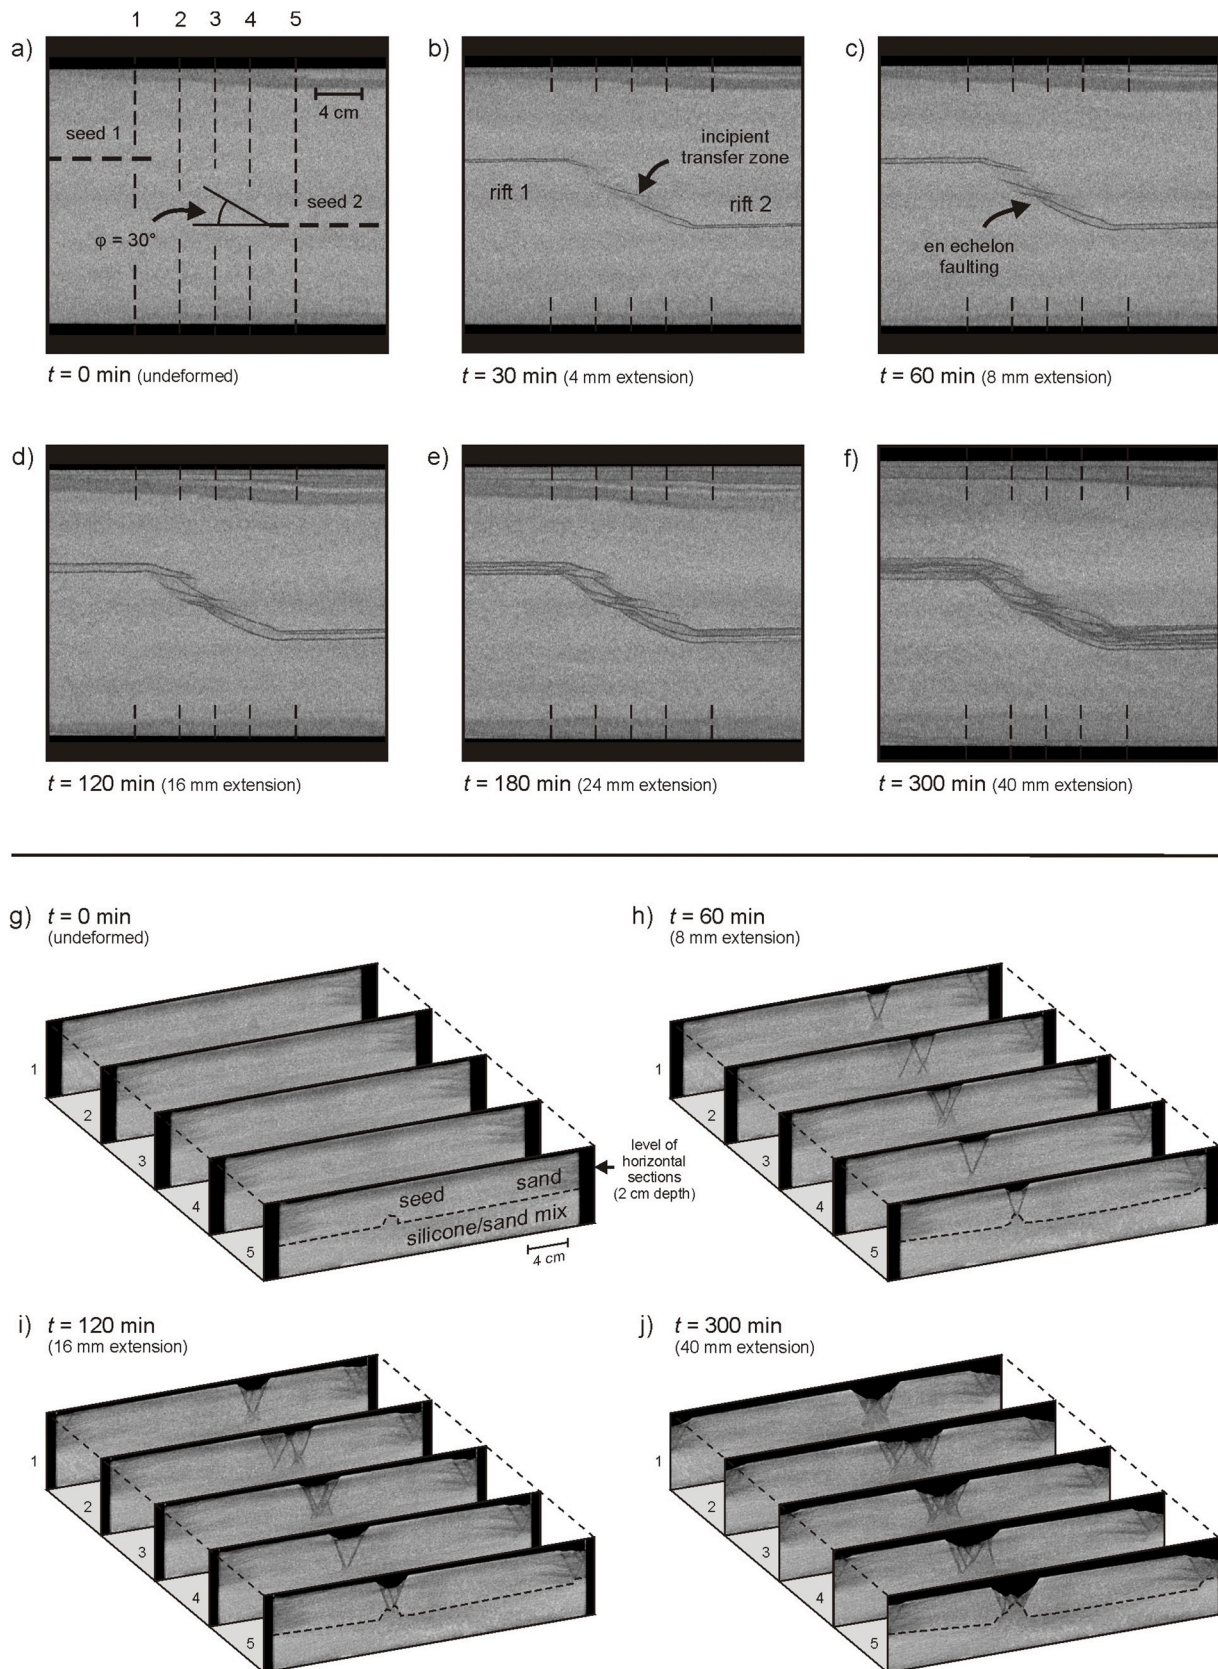 1 2 3 4 5
a)
4 cm
seed 1
seed 2
φ = 30°
t = 0 min (undeformed)
b)
incipient
transfer zone
rift 1
rift 2
t = 30 min (4 mm extension)
c)
en echelon
faulting
t = 60 min (8 mm extension)
d)
t = 120 min (16 mm extension)
e)
t = 180 min (24 mm extension)
f)
t = 300 min (40 mm extension)
g) t = 0 min
(undeformed)
1
2
3
4
5
seed
sand
silicone/sand mix
level of
horizontal
sections
(2 cm depth)
4 cm
h) t = 60 min
(8 mm extension)
1
2
3
4
5
i) t = 120 min
(16 mm extension)
1
2
3
4
5
j) t = 300 min
(40 mm extension)
1
2
3
4
5